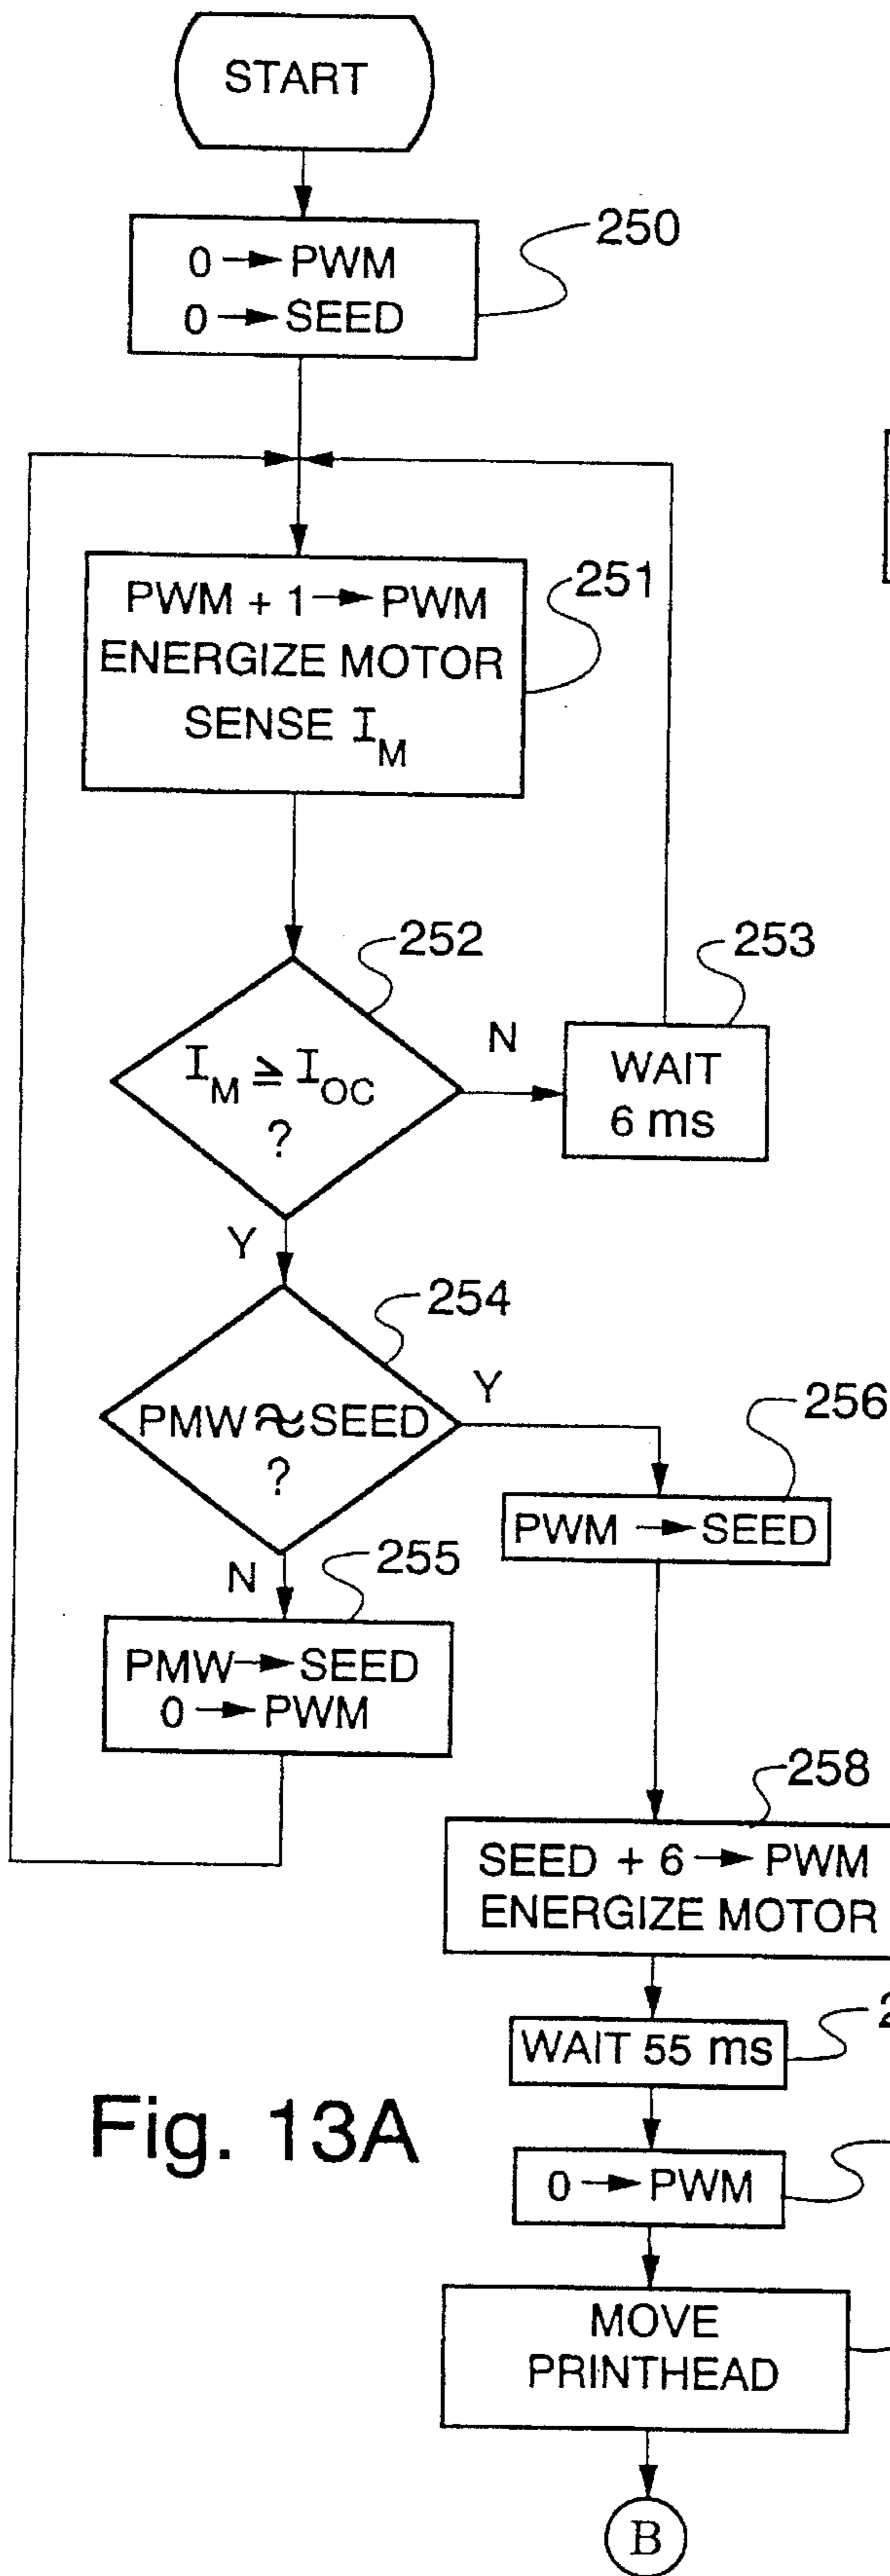 START
0 → PWM
0 → SEED
250
PWM + 1 → PWM
ENERGIZE MOTOR
SENSE I_M
251
252
I_M ≥ I_OC
?
N
253
WAIT
6 ms
Y
254
PMW ≈ SEED
?
Y
256
PWM → SEED
N
255
PMW → SEED
0 → PWM
258
SEED + 6 → PWM
ENERGIZE MOTOR
WAIT 55 ms
0 → PWM
Fig. 13A
MOVE
PRINTHEAD
B